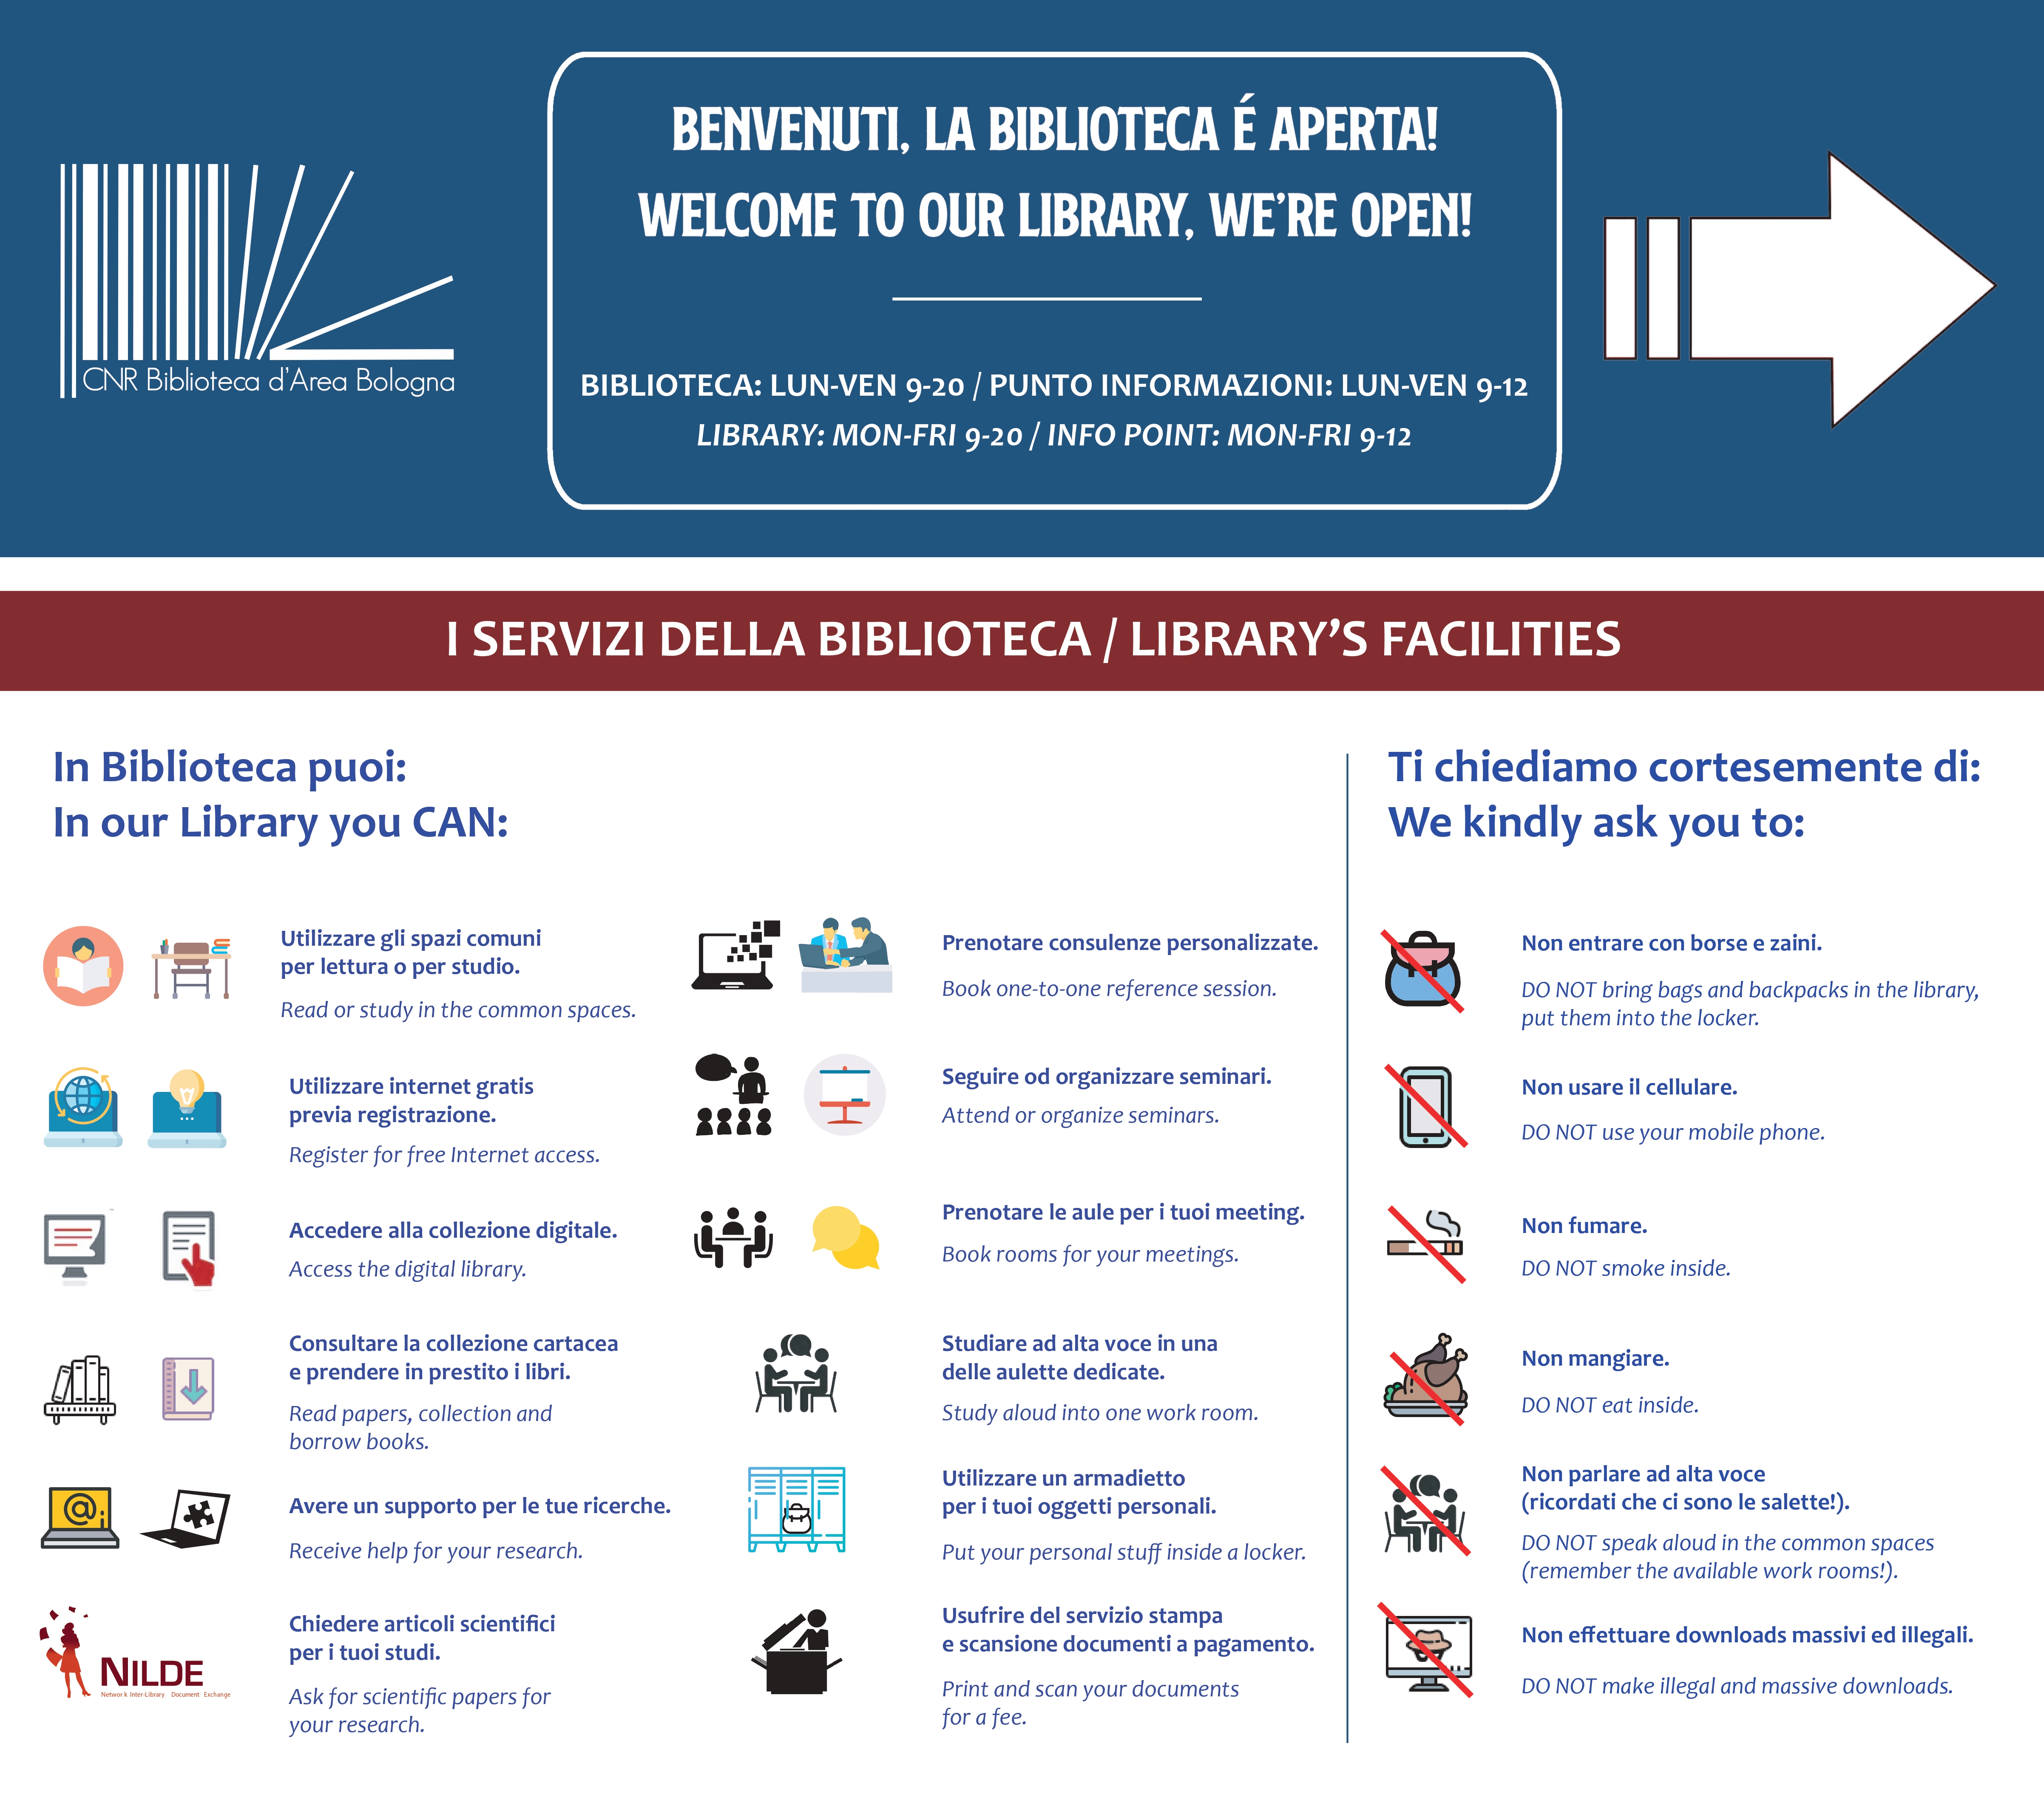 BENVENUTI, LA BIBLIOTECA É APERTA!
WELCOME TO OUR LIBRARY, WE'RE OPEN!
CNR Biblioteca d'Area Bologna
BIBLIOTECA: LUN-VEN 9-20 / PUNTO INFORMAZIONI: LUN-VEN 9-12
LIBRARY: MON-FRI 9-20 / INFO POINT: MON-FRI 9-12
I SERVIZI DELLA BIBLIOTECA / LIBRARY'S FACILITIES
In Biblioteca puoi:
In our Library you CAN:
Utilizzare gli spazi comuni
per lettura o per studio.
Read or study in the common spaces.
Utilizzare internet gratis
previa registrazione.
Register for free Internet access.
Accedere alla collezione digitale.
Access the digital library.
Consultare la collezione cartacea
e prendere in prestito i libri.
Read papers, collection and
borrow books.
Avere un supporto per le tue ricerche.
Receive help for your research.
NILDE
Network Inter-Library Document Exchange
Chiedere articoli scientifici
per i tuoi studi.
Ask for scientific papers for
your research.
Prenotare consulenze personalizzate.
Book one-to-one reference session.
Seguire od organizzare seminari.
Attend or organize seminars.
Prenotare le aule per i tuoi meeting.
Book rooms for your meetings.
Studiare ad alta voce in una
delle aulette dedicate.
Study aloud into one work room.
Utilizzare un armadietto
per i tuoi oggetti personali.
Put your personal stuff inside a locker.
Usufrire del servizio stampa
e scansione documenti a pagamento.
Print and scan your documents
for a fee.
Ti chiediamo cortesemente di:
We kindly ask you to:
Non entrare con borse e zaini.
DO NOT bring bags and backpacks in the library,
put them into the locker.
Non usare il cellulare.
DO NOT use your mobile phone.
Non fumare.
DO NOT smoke inside.
Non mangiare.
DO NOT eat inside.
Non parlare ad alta voce
(ricordati che ci sono le salette!).
DO NOT speak aloud in the common spaces
(remember the available work rooms!).
Non effettuare downloads massivi ed illegali.
DO NOT make illegal and massive downloads.